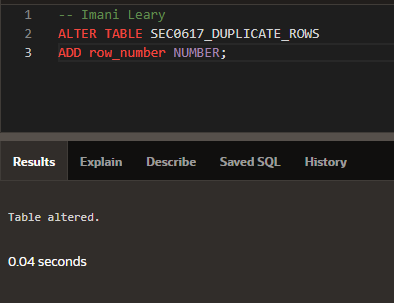 1 -- Imani Leary
2 ALTER TABLE SEC0617_DUPLICATE_ROWS
3 ADD row_number NUMBER;
Results Explain Describe Saved SQL History
Table altered.
0.04 seconds